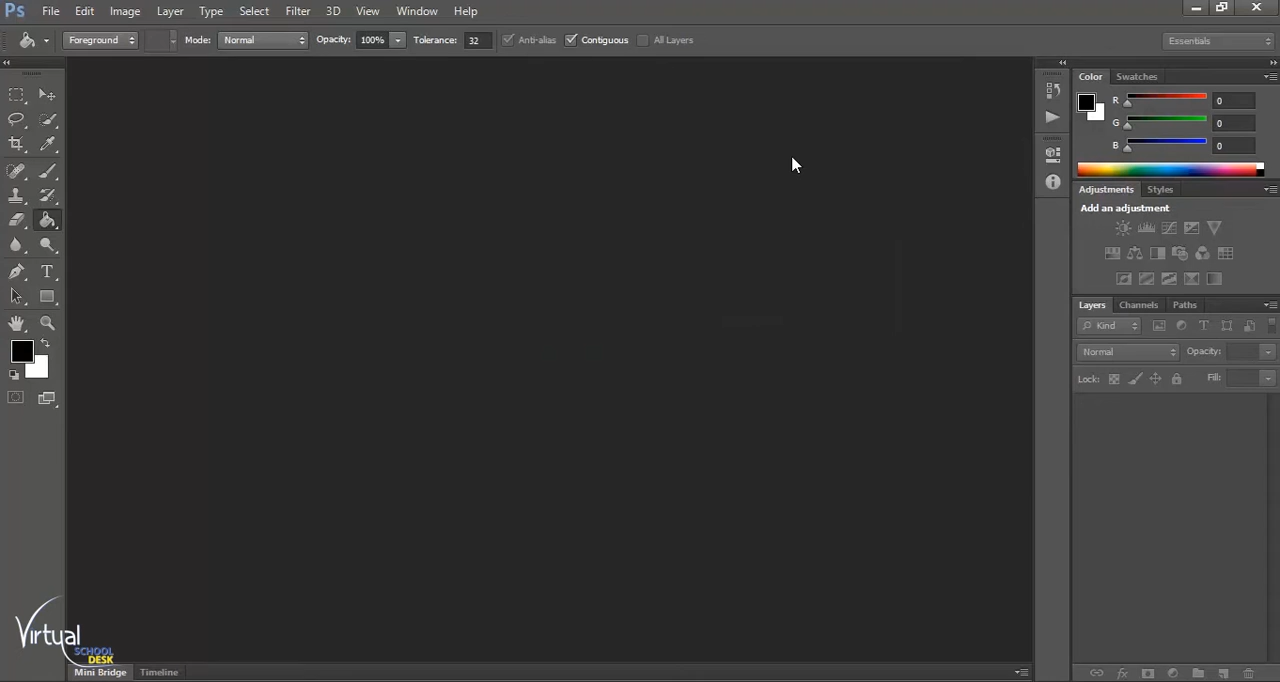 Ps File Edit Image Layer Type Select Filter 3D View Window Help
Foreground Mode: Normal Opacity: 100% Tolerance: 32 Anti-alias Contiguous All Layers Essentials
Color Swatches
R 0
G 0
B 0
Adjustments Styles
Add an adjustment
Layers Channels Paths
Kind
Normal Opacity:
Lock: Fill:
Virtual
SCHOOL
DESK
Mini Bridge Timeline